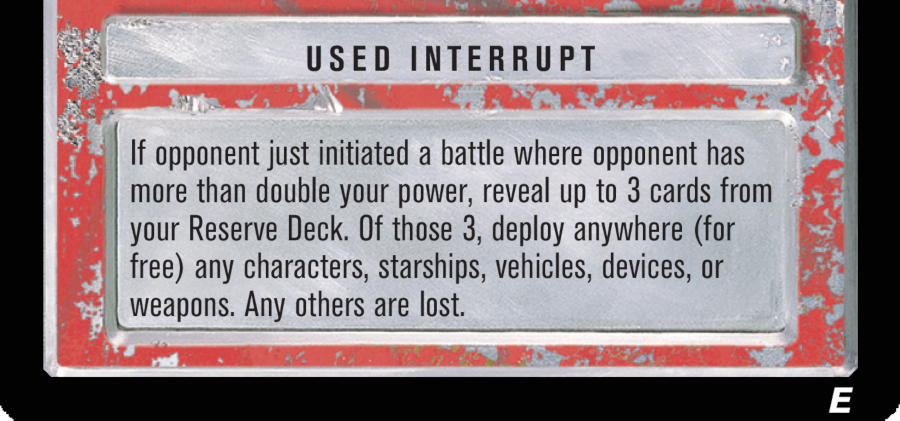 USED INTERRUPT
If opponent just initiated a battle where opponent has
more than double your power, reveal up to 3 cards from
your Reserve Deck. Of those 3, deploy anywhere (for
free) any characters, starships, vehicles, devices, or
weapons. Any others are lost.
E